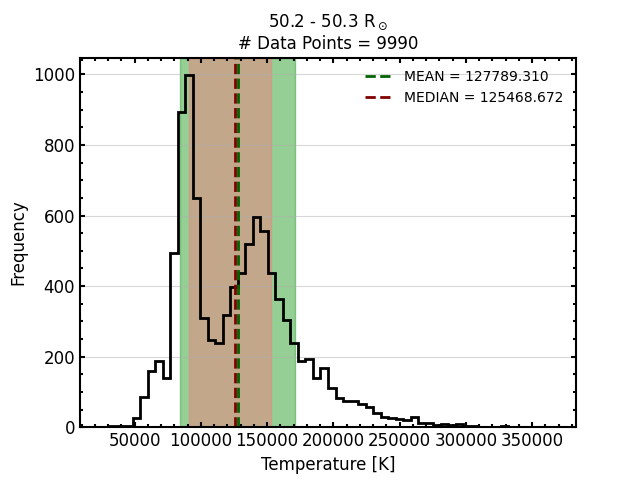 50.2 - 50.3 R⊙
# Data Points = 9990
MEAN = 127789.310
MEDIAN = 125468.672
1000
800
600
400
200
0
Frequency
50000 100000 150000 200000 250000 300000 350000
Temperature [K]